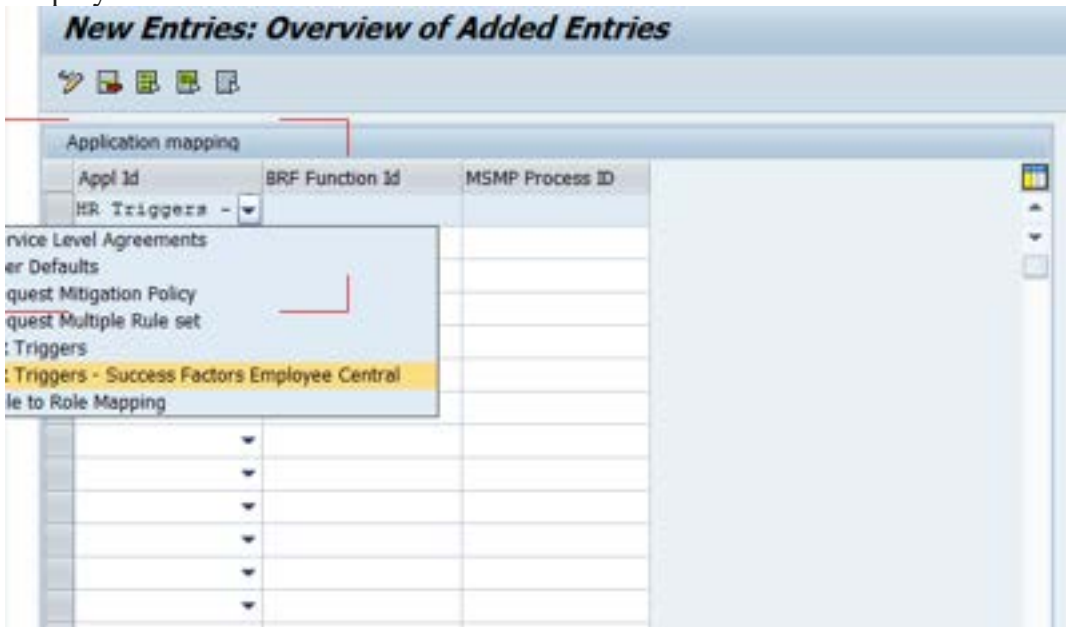 New Entries: Overview of Added Entries
Application mapping
Appl Id BRF Function Id MSMP Process ID
HR Triggers -
rvice Level Agreements
er Defaults
quest Mitigation Policy
quest Multiple Rule set
Triggers
Triggers - Success Factors Employee Central
le to Role Mapping